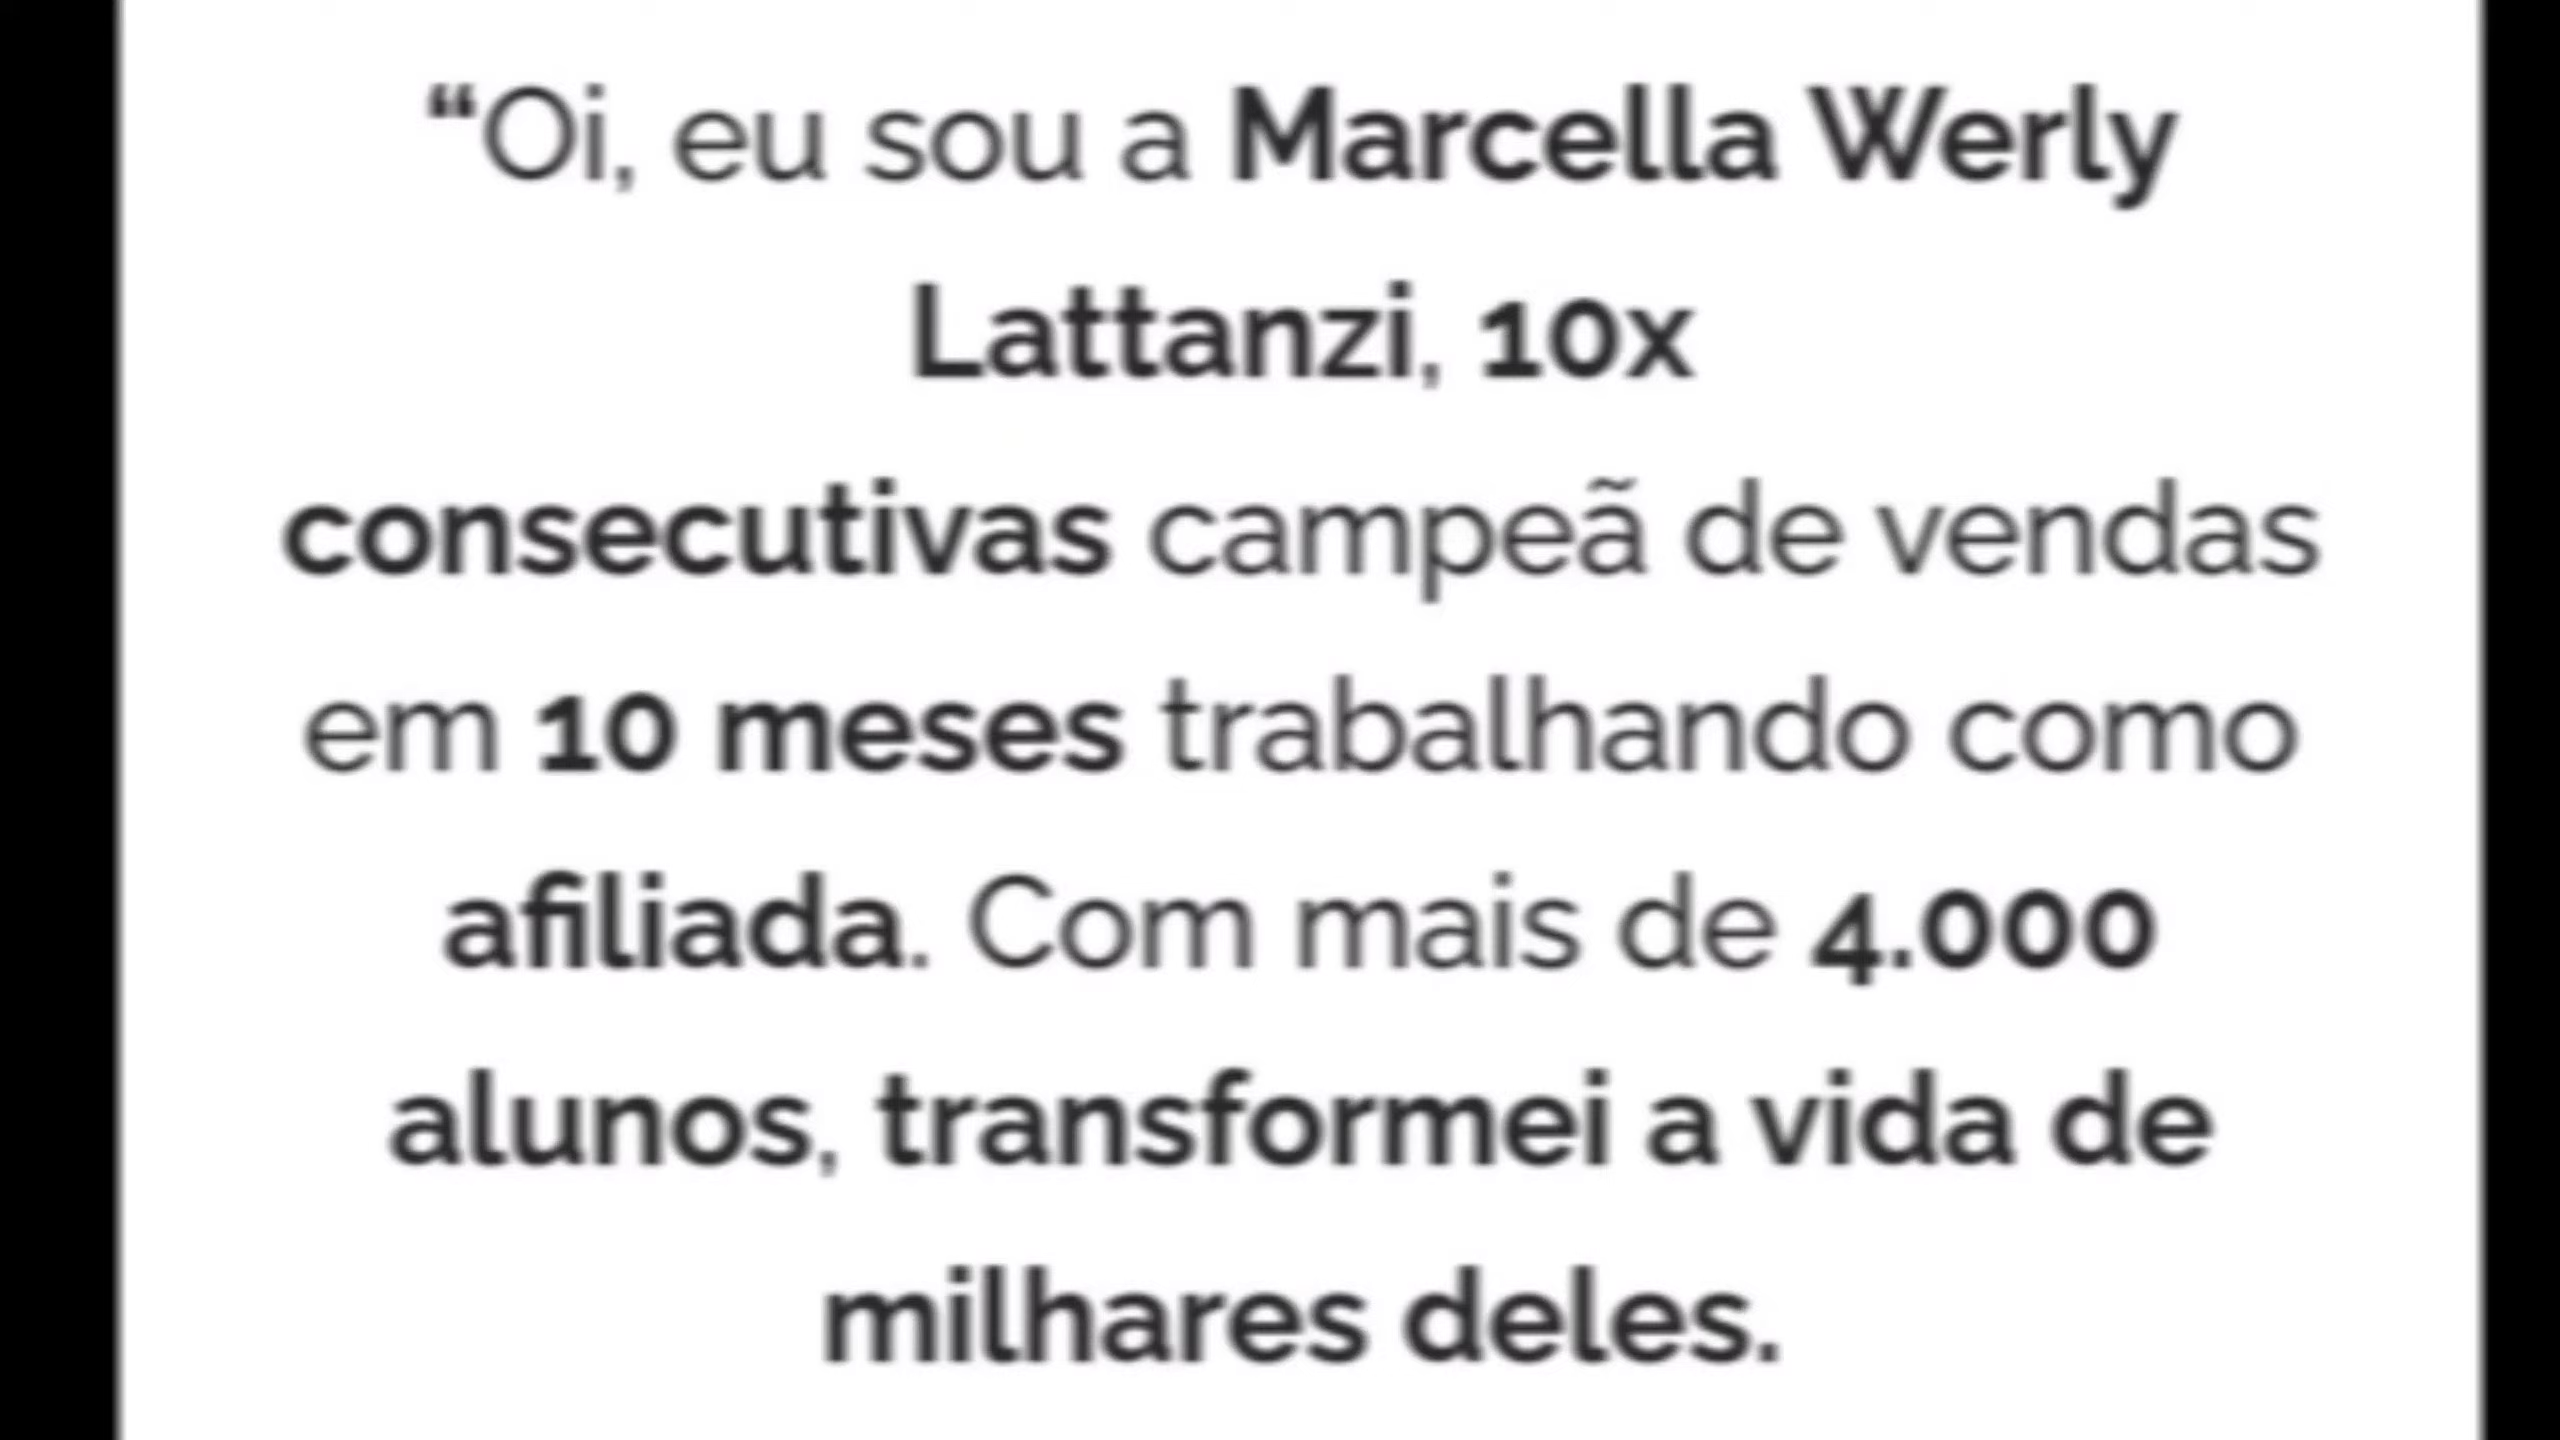 “Oi, eu sou a Marcella Werly
Lattanzi, 10x
consecutivas campeã de vendas
em 10 meses trabalhando como
afiliada. Com mais de 4.000
alunos, transformei a vida de
milhares deles.